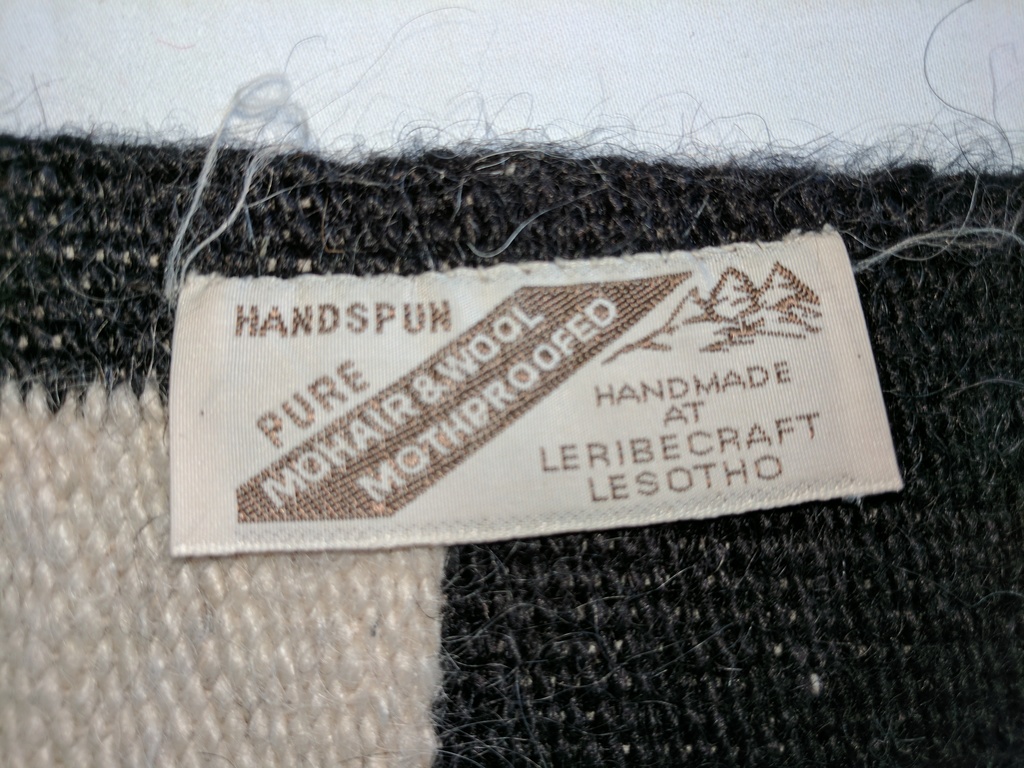 HANDSPUN
PURE
MOHAIR & WOOL
MOTHPROOFED
HANDMADE
AT
LERIBECRAFT
LESOTHO